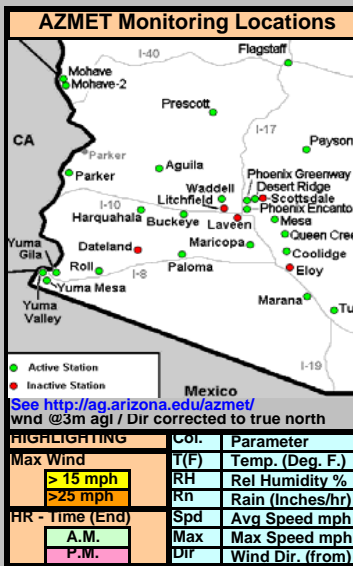 AZMET Monitoring Locations
Flagstaff
I-40
Mohave
Mohave-2
Prescott
I-17
CA
Payson
Parker
Parker
Aguila
Phoenix Greenway
Desert Ridge
Waddell
Scottsdale
Litchfield
Phoenix Encanto
I-10
Harquahala
Buckeye
Laveen
Mesa
Queen Cre
Yuma
Gila
Dateland
Maricopa
Coolidge
Roll
I-8
Paloma
Eloy
Yuma Mesa
Yuma
Valley
Marana
Tu
I-19
Active Station
Inactive Station
Mexico
See http://ag.arizona.edu/azmet/
wnd @3m agl / Dir corrected to true north
HIGHLIGHTING
Col. Parameter
Max Wind
T(F) Temp. (Deg. F.)
> 15 mph
RH Rel Humidity %
>25 mph
Rn Rain (Inches/hr)
HR - Time (End)
Spd Avg Speed mph
A.M.
Max Max Speed mph
P.M.
Dir Wind Dir. (from)